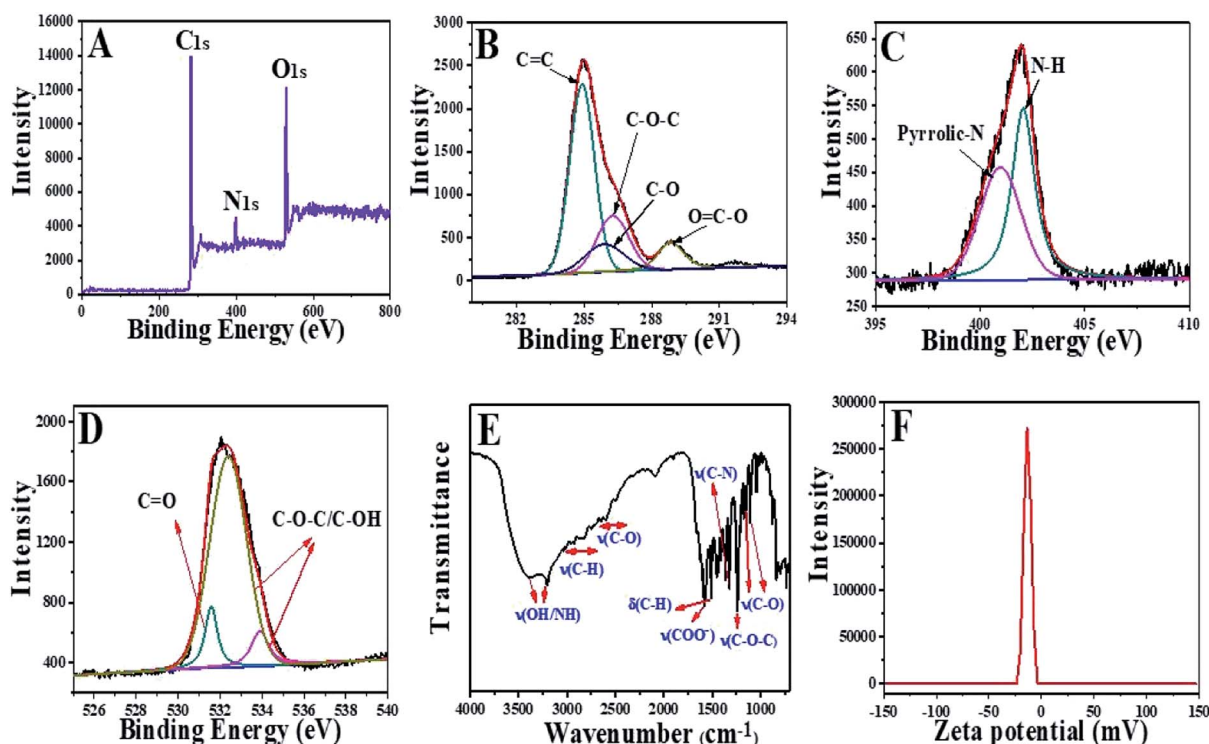 A
C1s
O1s
N1s
Intensity
16000
14000
12000
10000
8000
6000
4000
2000
0
0 200 400 600 800
Binding Energy (eV)
B
C=C
C-O-C
C-O
O=C-O
Intensity
3000
2500
2000
1500
1000
500
0
282 285 288 291 294
Binding Energy (eV)
C
N-H
Pyrrolic-N
Intensity
650
600
550
500
450
400
350
300
250
395 400 405 410
Binding Energy (eV)
D
C=O
C-O-C/C-OH
Intensity
2000
1600
1200
800
400
526 528 530 532 534 536 538 540
Binding Energy (eV)
E
ν(C-N)
ν(C-O)
ν(C-H)
ν(OH/NH)
δ(C-H)
ν(COO⁻)
ν(C-O-C)
ν(C-O)
Transmittance
4000 3500 3000 2500 2000 1500 1000
Wavenumber (cm⁻¹)
F
Intensity
300000
250000
200000
150000
100000
50000
0
-150 -100 -50 0 50 100 150
Zeta potential (mV)